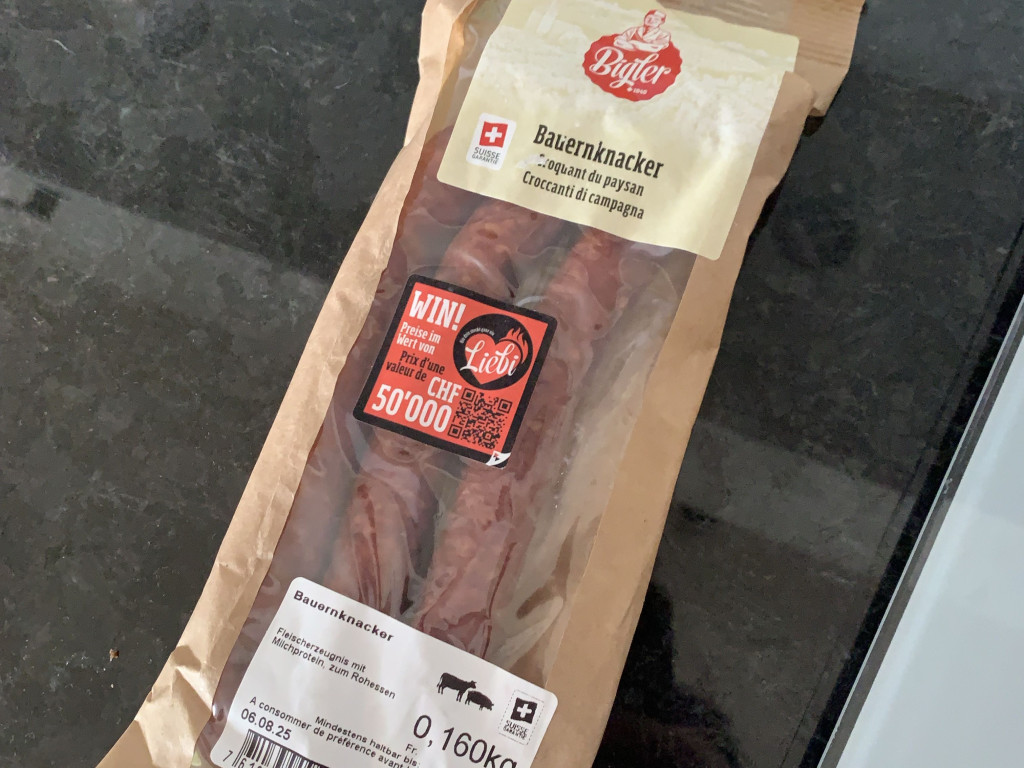 Bigler
Bauernknacker
Croquant du paysan
Croccanti di campagna
SUISSE
GARANTIE
WIN!
Preise im
Wert von
Prix d'une
valeur de
CHF
50'000
Liebi
Bauernknacker
Fleischerzeugnis mit
Milchprotein, zum Rohessen
SUISSE
GARANTIE
Mindestens haltbar bis
A consommer de préférence avant
06.08.25
Fr.
0,160kg